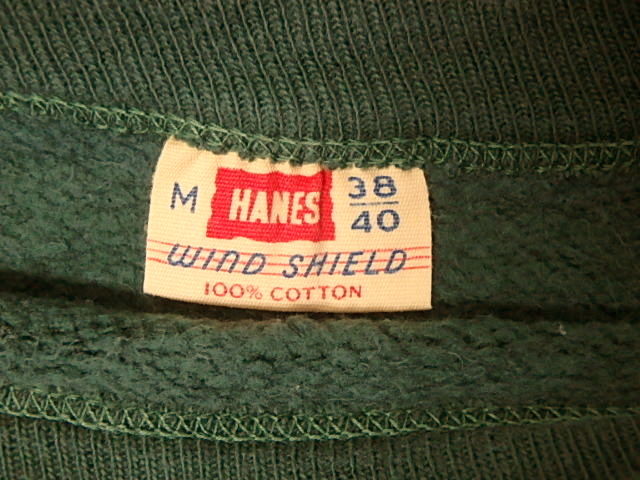 M HANES 38/40
WIND SHIELD
100% COTTON